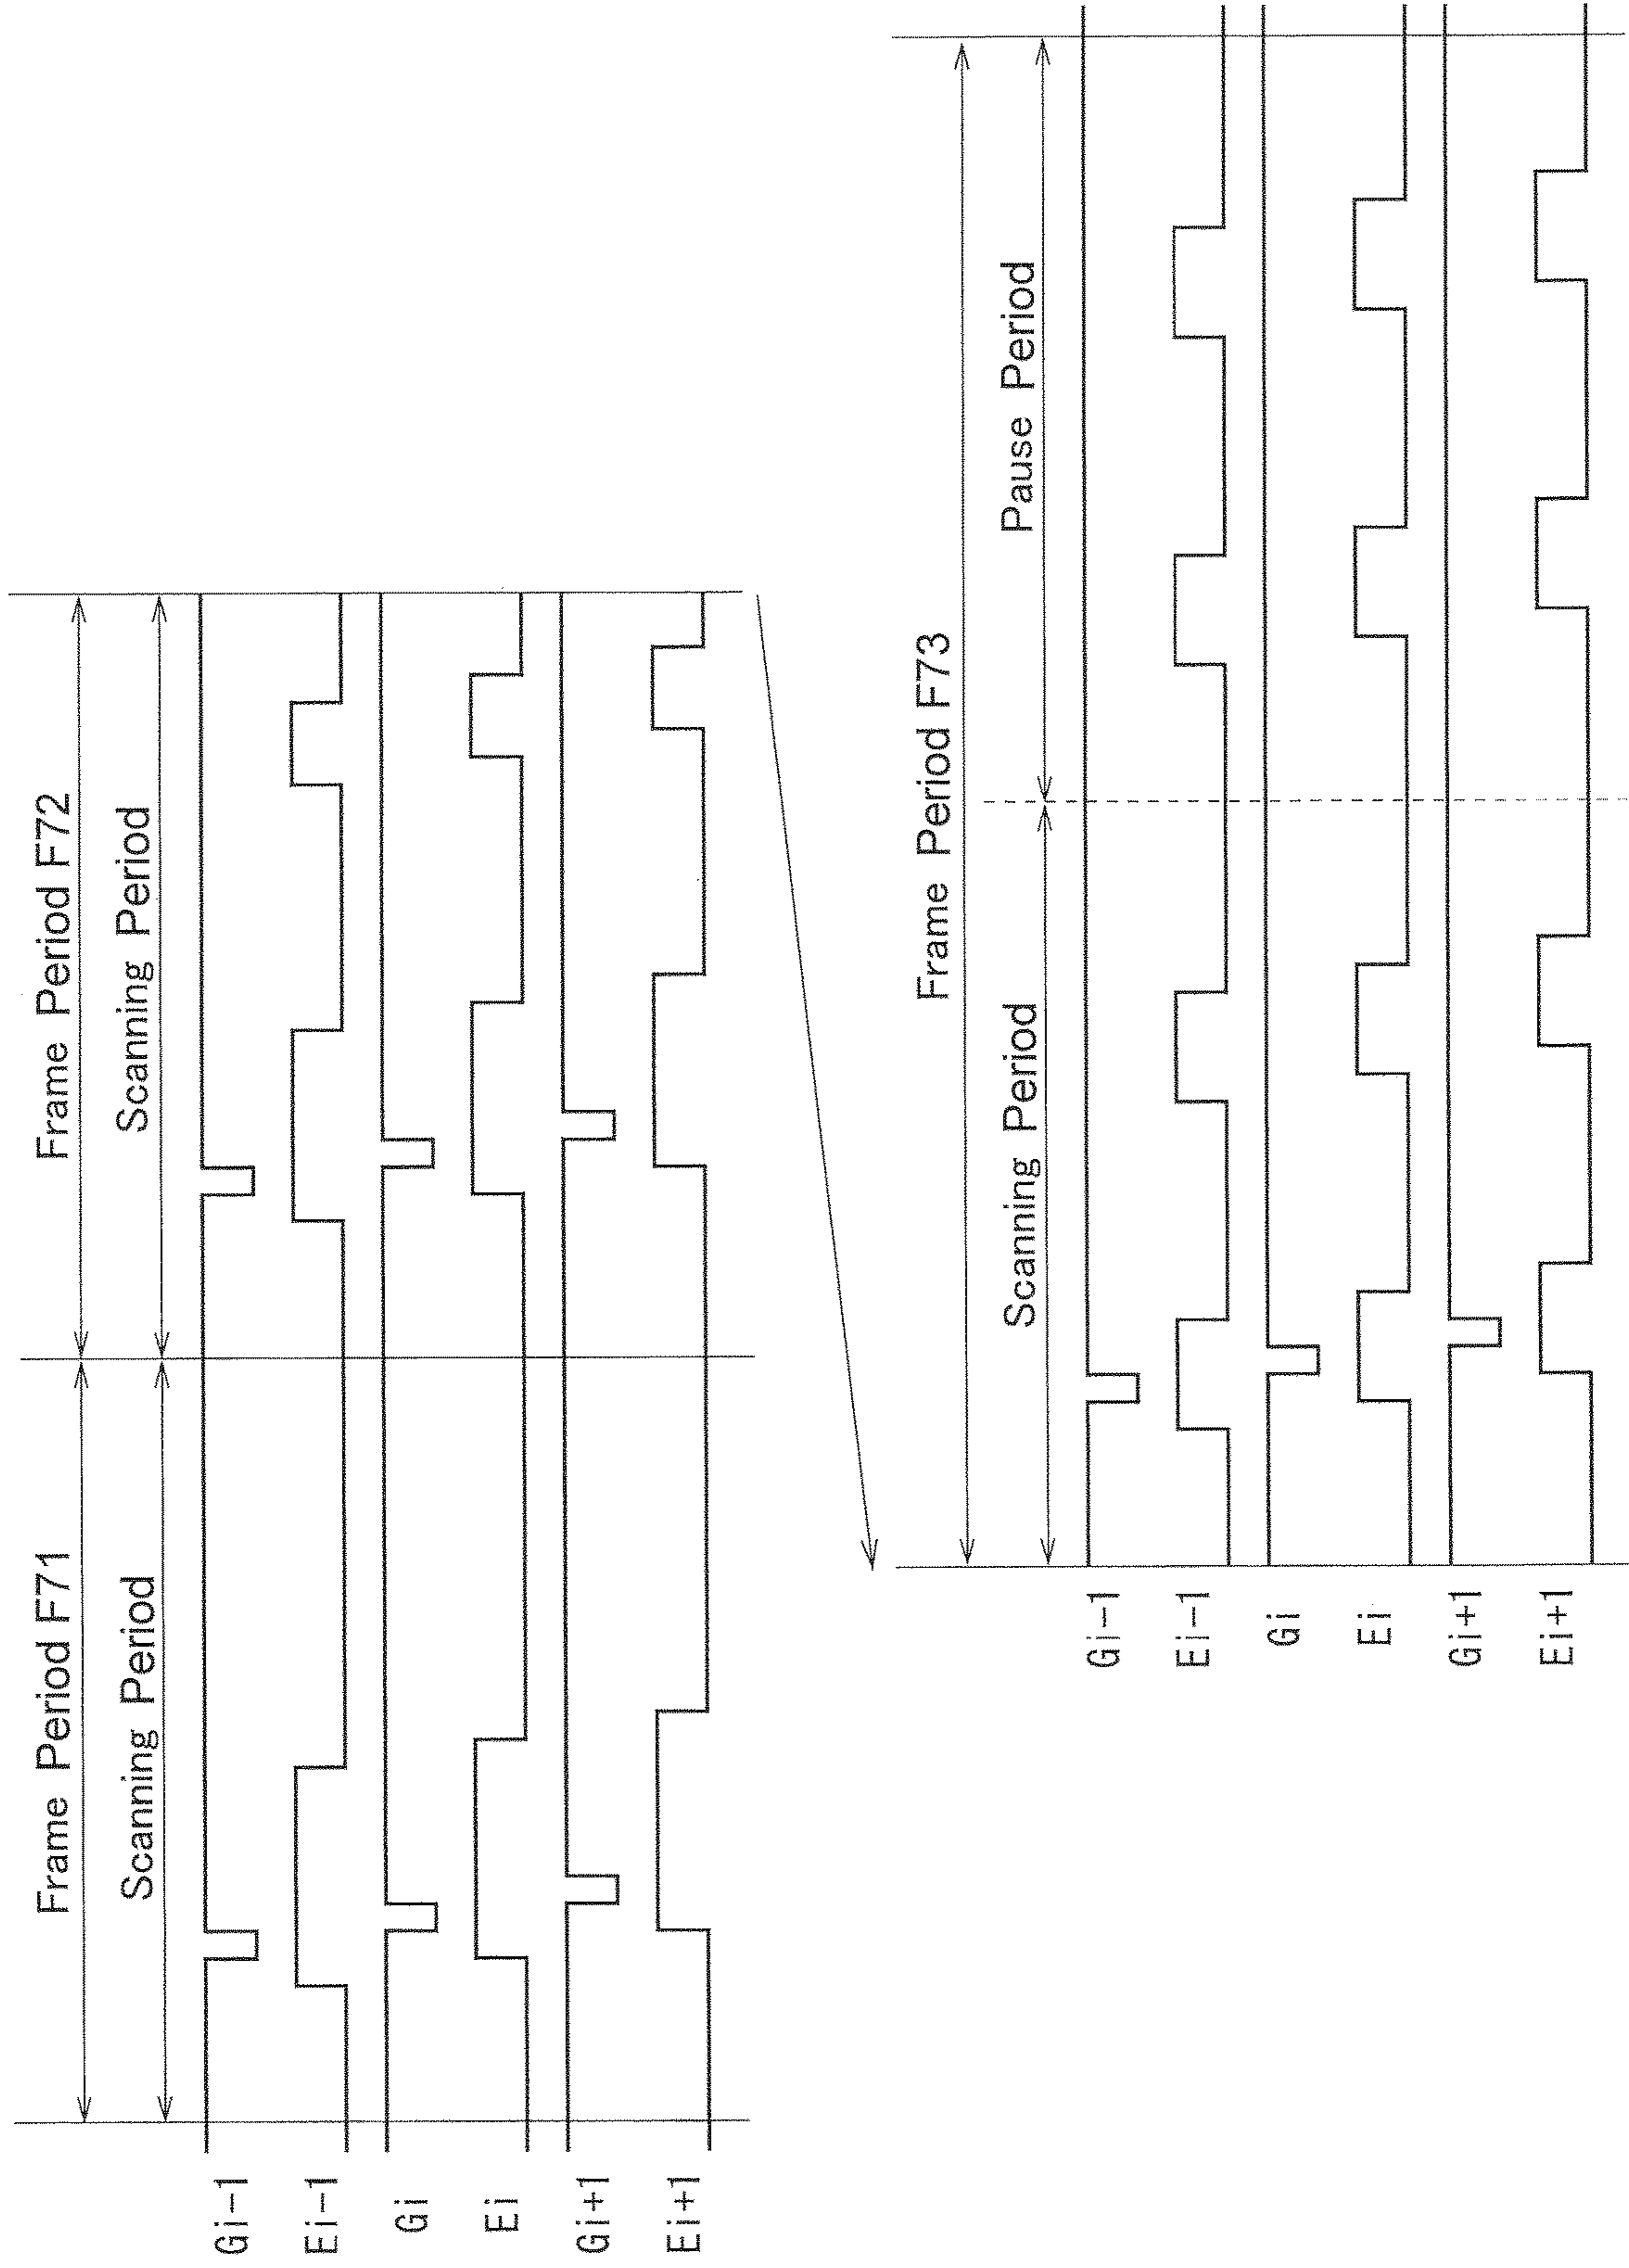 Frame Period F71
Frame Period F72
Scanning Period
Scanning Period
Gi-1
Ei-1
Gi
Ei
Gi+1
Ei+1
Frame Period F73
Scanning Period
Pause Period
Gi-1
Ei-1
Gi
Ei
Gi+1
Ei+1